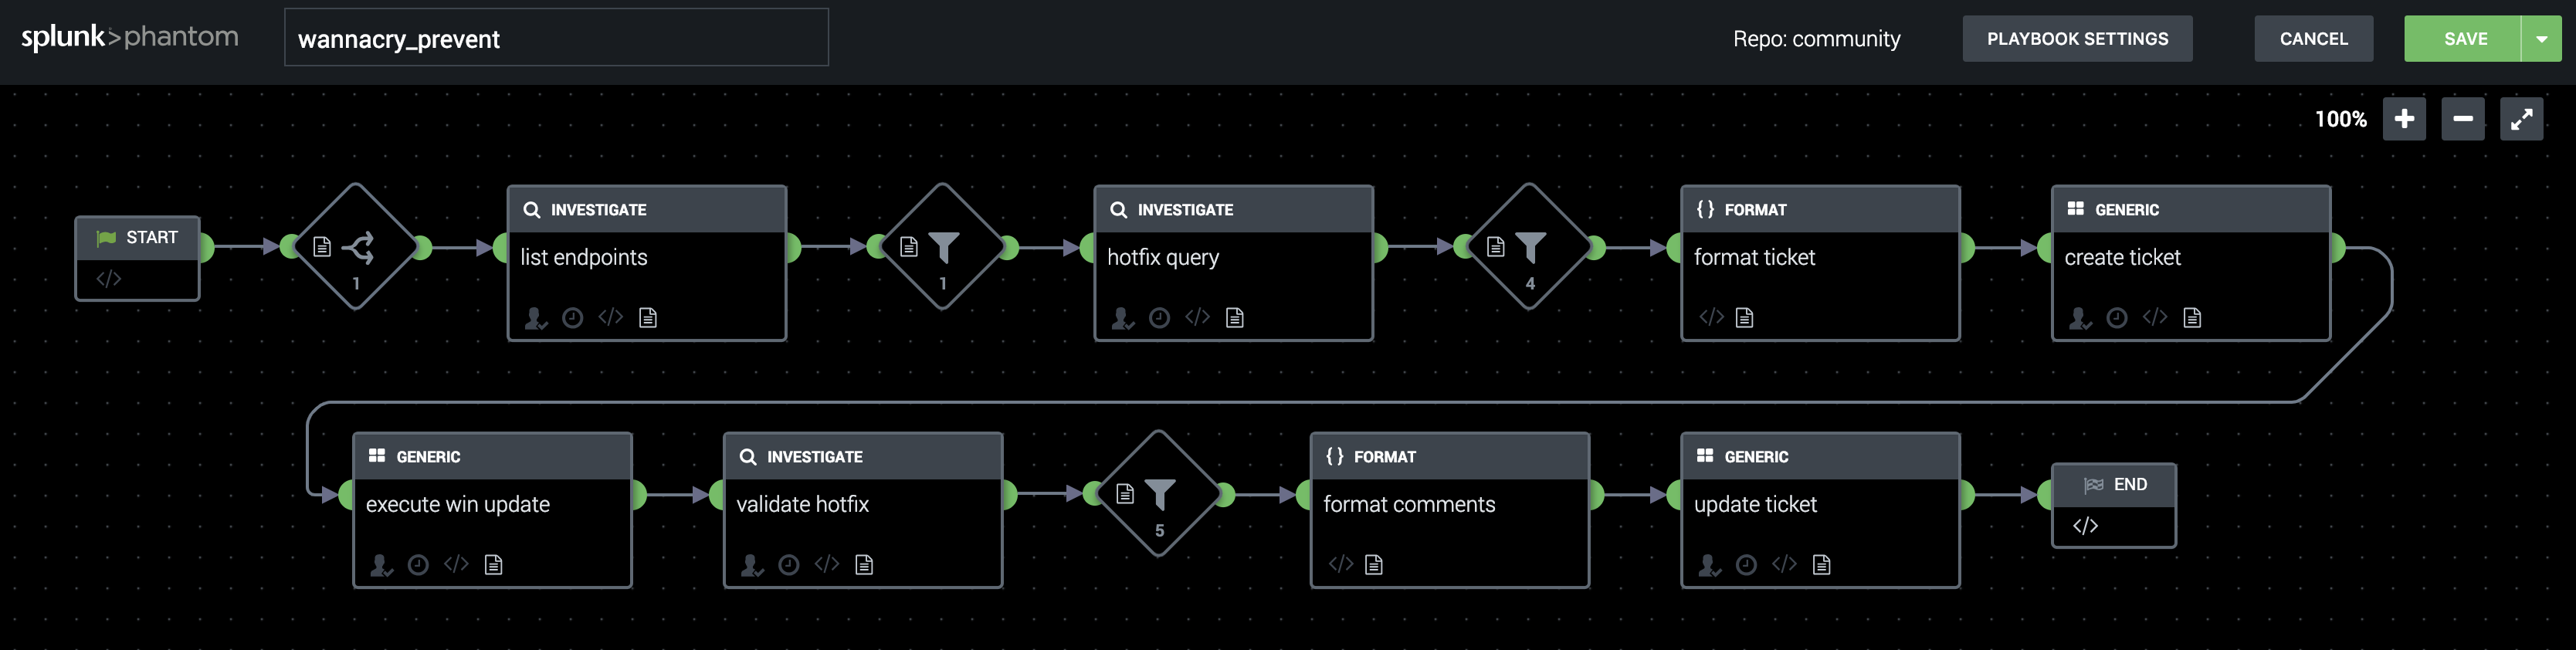 splunk>phantom
wannacry_prevent
Repo: community
PLAYBOOK SETTINGS
CANCEL
SAVE
100%
START
</>
1
INVESTIGATE
list endpoints
</>
1
INVESTIGATE
hotfix query
</>
4
{} FORMAT
format ticket
</>
GENERIC
create ticket
</>
GENERIC
execute win update
</>
INVESTIGATE
validate hotfix
</>
5
{} FORMAT
format comments
</>
GENERIC
update ticket
</>
END
</>